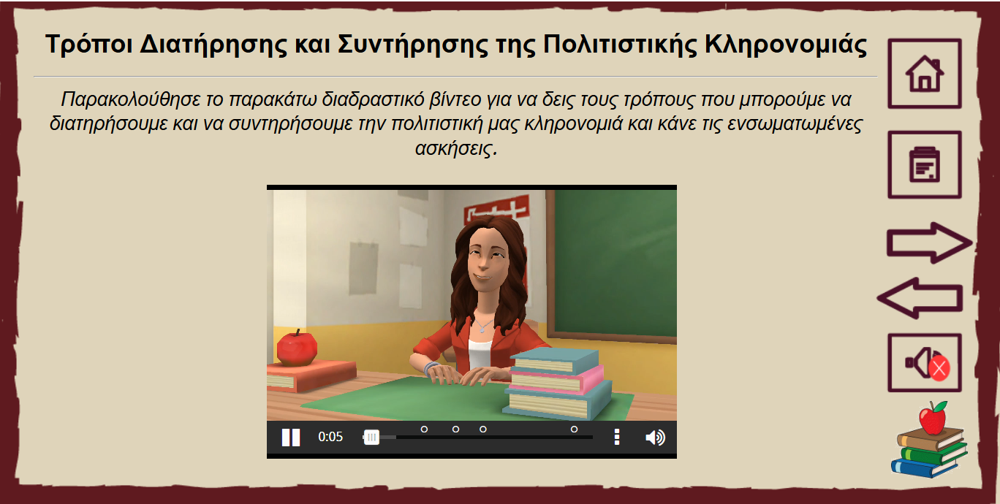 Τρόποι Διατήρησης και Συντήρησης της Πολιτιστικής Κληρονομιάς
Παρακολούθησε το παρακάτω διαδραστικό βίντεο για να δεις τους τρόπους που μπορούμε να
διατηρήσουμε και να συντηρήσουμε την πολιτιστική μας κληρονομιά και κάνε τις ενσωματωμένες
ασκήσεις.
0:05